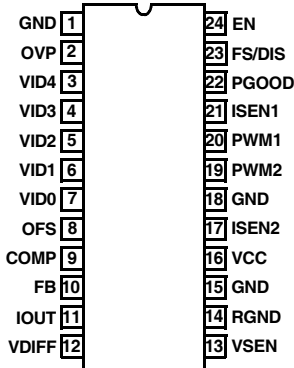 GND 1 24 EN
OVP 2 23 FS/DIS
VID4 3 22 PGOOD
VID3 4 21 ISEN1
VID2 5 20 PWM1
VID1 6 19 PWM2
VID0 7 18 GND
OFS 8 17 ISEN2
COMP 9 16 VCC
FB 10 15 GND
IOUT 11 14 RGND
VDIFF 12 13 VSEN